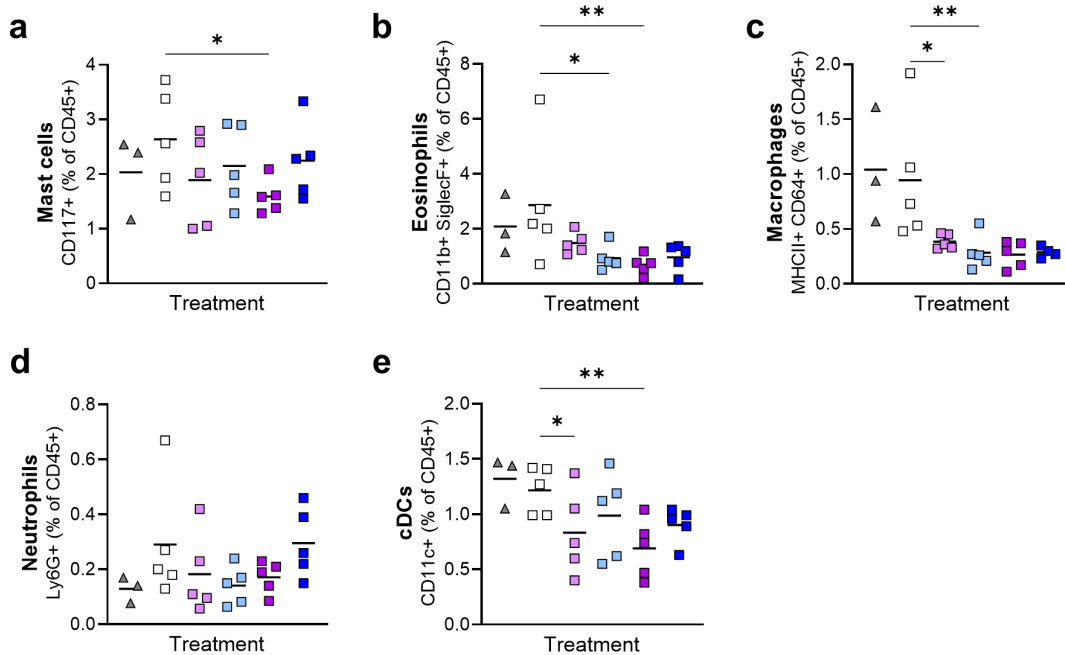 a
*
Mast cells
CD117+ (% of CD45+)
4
3
2
1
0
Treatment
b
**
*
Eosinophils
CD11b+ SiglecF+ (% of CD45+)
8
6
4
2
0
Treatment
c
**
*
Macrophages
MHCII+ CD64+ (% of CD45+)
2.0
1.5
1.0
0.5
0.0
Treatment
d
Neutrophils
Ly6G+ (% of CD45+)
0.8
0.6
0.4
0.2
0.0
Treatment
e
**
*
cDCs
CD11c+ (% of CD45+)
2.0
1.5
1.0
0.5
0.0
Treatment